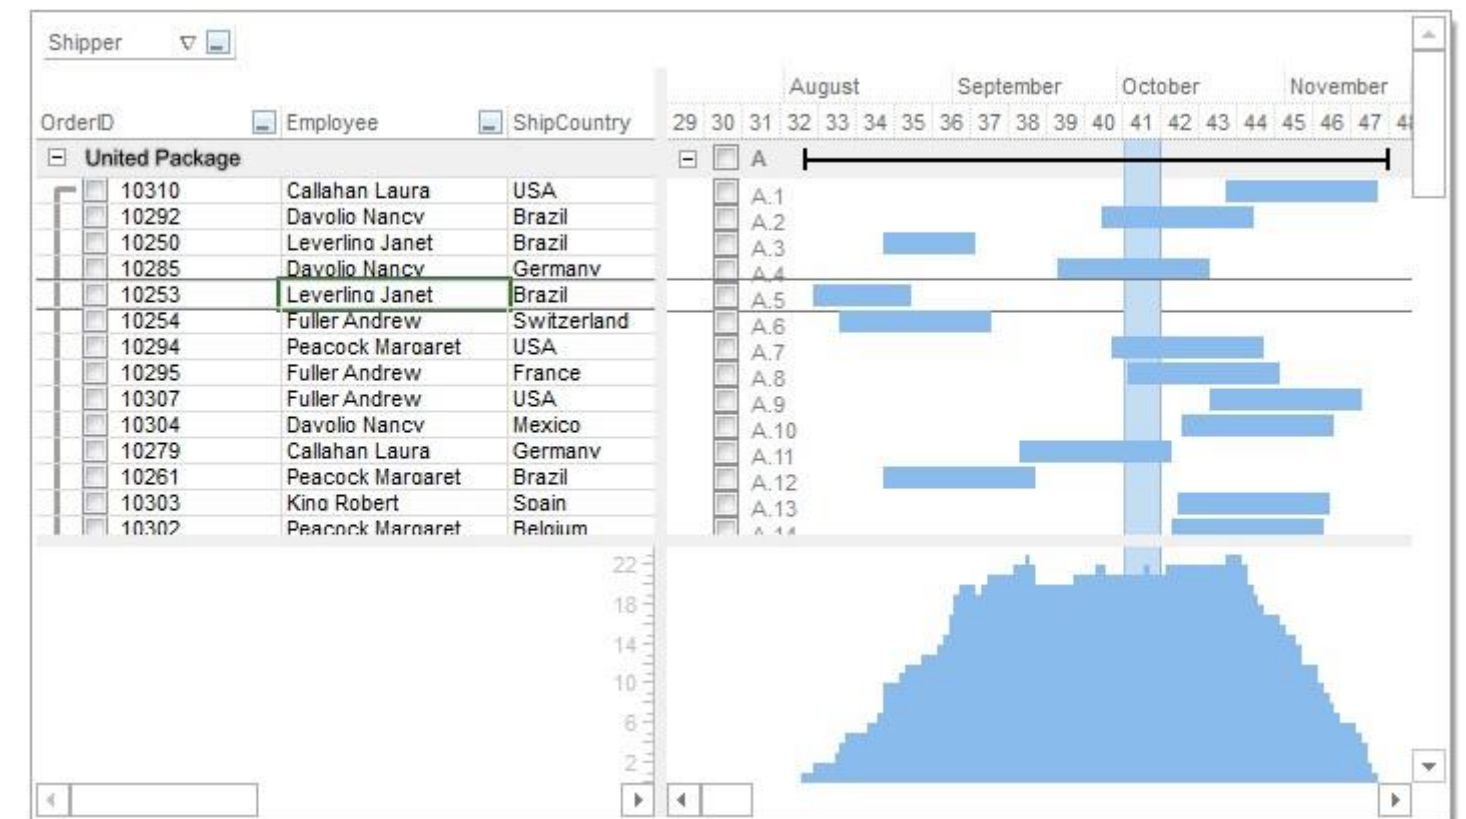 Shipper
August September October November
OrderID Employee ShipCountry 29 30 31 32 33 34 35 36 37 38 39 40 41 42 43 44 45 46 47
United Package A
10310 Callahan Laura USA A.1
10292 Davolio Nancy Brazil A.2
10250 Leverling Janet Brazil A.3
10285 Davolio Nancy Germany A.4
10253 Leverling Janet Brazil A.5
10254 Fuller Andrew Switzerland A.6
10294 Peacock Margaret USA A.7
10295 Fuller Andrew France A.8
10307 Fuller Andrew USA A.9
10304 Davolio Nancy Mexico A.10
10279 Callahan Laura Germany A.11
10261 Peacock Margaret Brazil A.12
10303 King Robert Spain A.13
10302 Peacock Margaret Belgium A.14
22
18
14
10
6
2